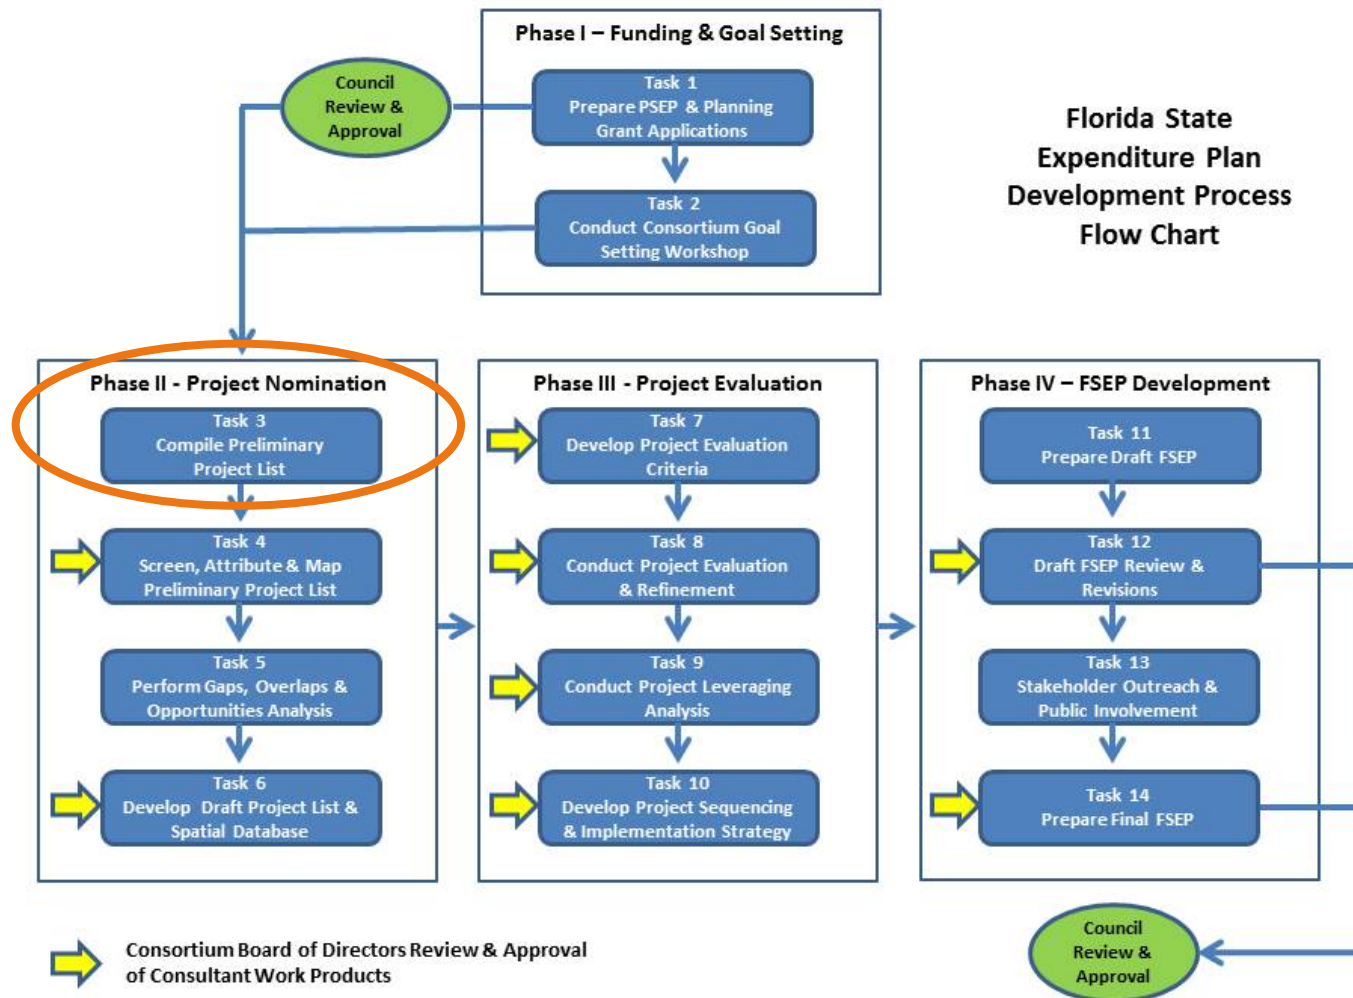 Phase I – Funding & Goal Setting
Council
Review &
Approval
Task 1
Prepare PSEP & Planning
Grant Applications
Task 2
Conduct Consortium Goal
Setting Workshop
Florida State
Expenditure Plan
Development Process
Flow Chart
Phase II - Project Nomination
Task 3
Compile Preliminary
Project List
Task 4
Screen, Attribute & Map
Preliminary Project List
Task 5
Perform Gaps, Overlaps &
Opportunities Analysis
Task 6
Develop Draft Project List &
Spatial Database
Phase III - Project Evaluation
Task 7
Develop Project Evaluation
Criteria
Task 8
Conduct Project Evaluation
& Refinement
Task 9
Conduct Project Leveraging
Analysis
Task 10
Develop Project Sequencing
& Implementation Strategy
Phase IV – FSEP Development
Task 11
Prepare Draft FSEP
Task 12
Draft FSEP Review &
Revisions
Task 13
Stakeholder Outreach &
Public Involvement
Task 14
Prepare Final FSEP
Consortium Board of Directors Review & Approval
of Consultant Work Products
Council
Review &
Approval